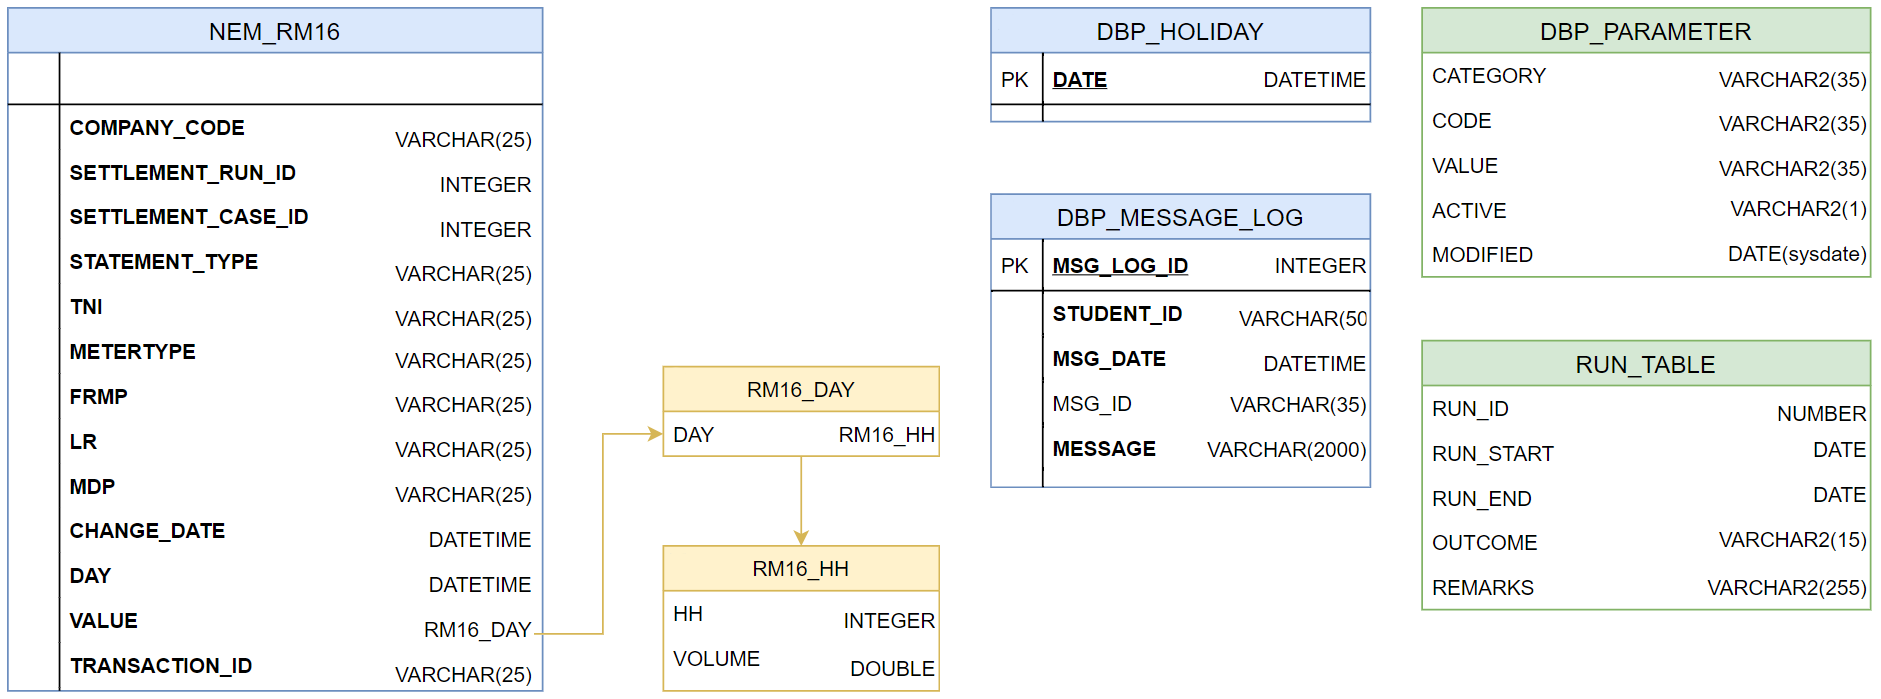 NEM_RM16
COMPANY_CODE VARCHAR(25)
SETTLEMENT_RUN_ID INTEGER
SETTLEMENT_CASE_ID INTEGER
STATEMENT_TYPE VARCHAR(25)
TNI VARCHAR(25)
METERTYPE VARCHAR(25)
FRMP VARCHAR(25)
LR VARCHAR(25)
MDP VARCHAR(25)
CHANGE_DATE DATETIME
DAY DATETIME
VALUE RM16_DAY
TRANSACTION_ID VARCHAR(25)
RM16_DAY
DAY RM16_HH
RM16_HH
HH INTEGER
VOLUME DOUBLE
DBP_HOLIDAY
PK DATE DATETIME
DBP_MESSAGE_LOG
PK MSG_LOG_ID INTEGER
STUDENT_ID VARCHAR(50
MSG_DATE DATETIME
MSG_ID VARCHAR(35)
MESSAGE VARCHAR(2000)
DBP_PARAMETER
CATEGORY VARCHAR2(35)
CODE VARCHAR2(35)
VALUE VARCHAR2(35)
ACTIVE VARCHAR2(1)
MODIFIED DATE(sysdate)
RUN_TABLE
RUN_ID NUMBER
RUN_START DATE
RUN_END DATE
OUTCOME VARCHAR2(15)
REMARKS VARCHAR2(255)